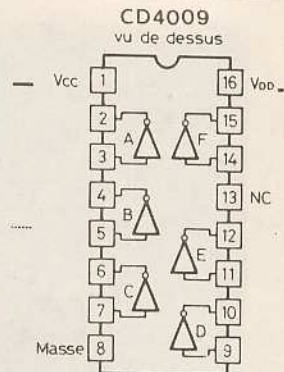 CD4009
vu de dessus
Vcc 1 16 VDD
2 15
A F
3 14
4 13 NC
B
5 12
E
6 11
C
7 10
D
Masse 8 9